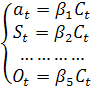 a_t = β_1 C_t
S_t = β_2 C_t
… … … …
O_t = β_5 C_t